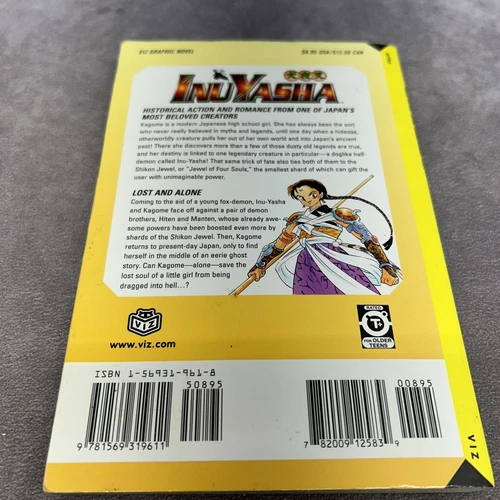 VIZ GRAPHIC NOVEL
$8.95 USA/$12.95 CAN
犬夜叉
INUYASHA
HISTORICAL ACTION AND ROMANCE FROM ONE OF JAPAN'S
MOST BELOVED CREATORS
Kagome is a modern Japanese high school girl. She has always been the sort
who never really believed in myths and legends, until one day when a hideous,
otherworldly creature pulls her out of his own world and into Japan's ancient
past! There she discovers more than a few of those dusty old legends are true,
and her destiny is linked to one legendary creature in particular—a doglike half-
demon called Inu-Yasha! That same trick of fate also ties both of them to the
Shikon Jewel, or "Jewel of Four Souls," the smallest shard of which can gift the
user with unimaginable power.
LOST AND ALONE
Coming to the aid of a young fox-demon, Inu-Yasha
and Kagome face off against a pair of demon
brothers, Hiten and Manten, whose already awe-
some powers have been boosted even more by
shards of the Shikon Jewel. Then, Kagome
returns to present-day Japan, only to find
herself in the middle of an eerie ghost
story. Can Kagome—alone—save the
lost soul of a little girl from being
dragged into hell...?
VIZ
www.viz.com
RATED
T+
FOR OLDER
TEENS
ISBN 1-56931-961-8
50895
9 781569 319611
00895
7 82009 12583 9
VIZ